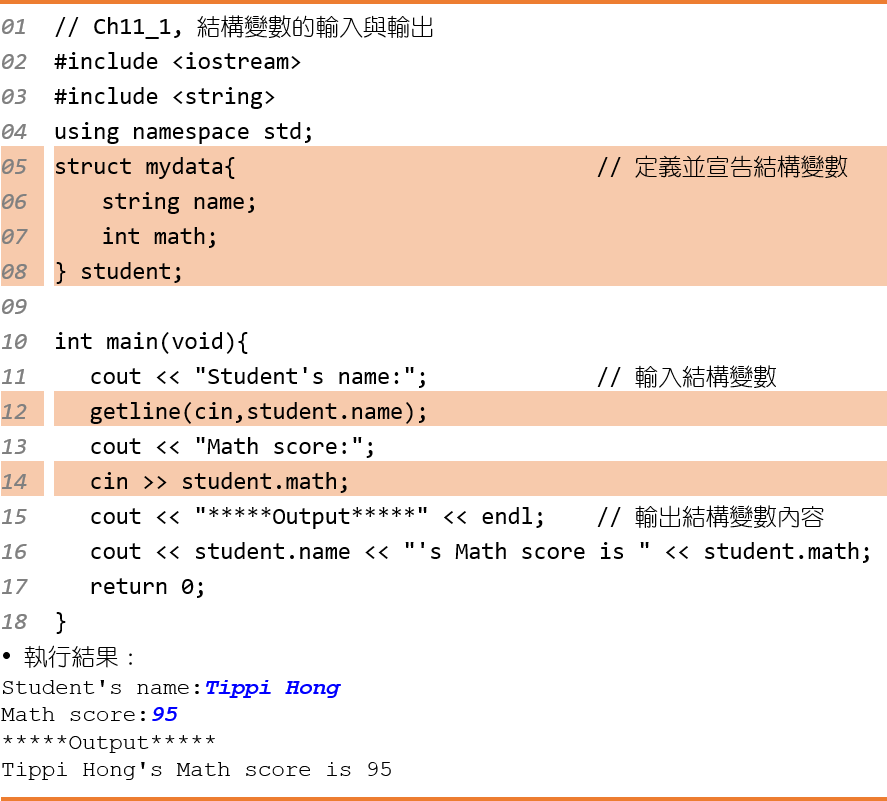 01 // Ch11_1, 結構變數的輸入與輸出
02 #include <iostream>
03 #include <string>
04 using namespace std;
05 struct mydata{ // 定義並宣告結構變數
06 string name;
07 int math;
08 } student;
09
10 int main(void){
11 cout << "Student's name:"; // 輸入結構變數
12 getline(cin,student.name);
13 cout << "Math score:";
14 cin >> student.math;
15 cout << "*****Output*****" << endl; // 輸出結構變數內容
16 cout << student.name << "'s Math score is " << student.math;
17 return 0;
18 }
• 執行結果：
Student's name:Tippi Hong
Math score:95
*****Output*****
Tippi Hong's Math score is 95